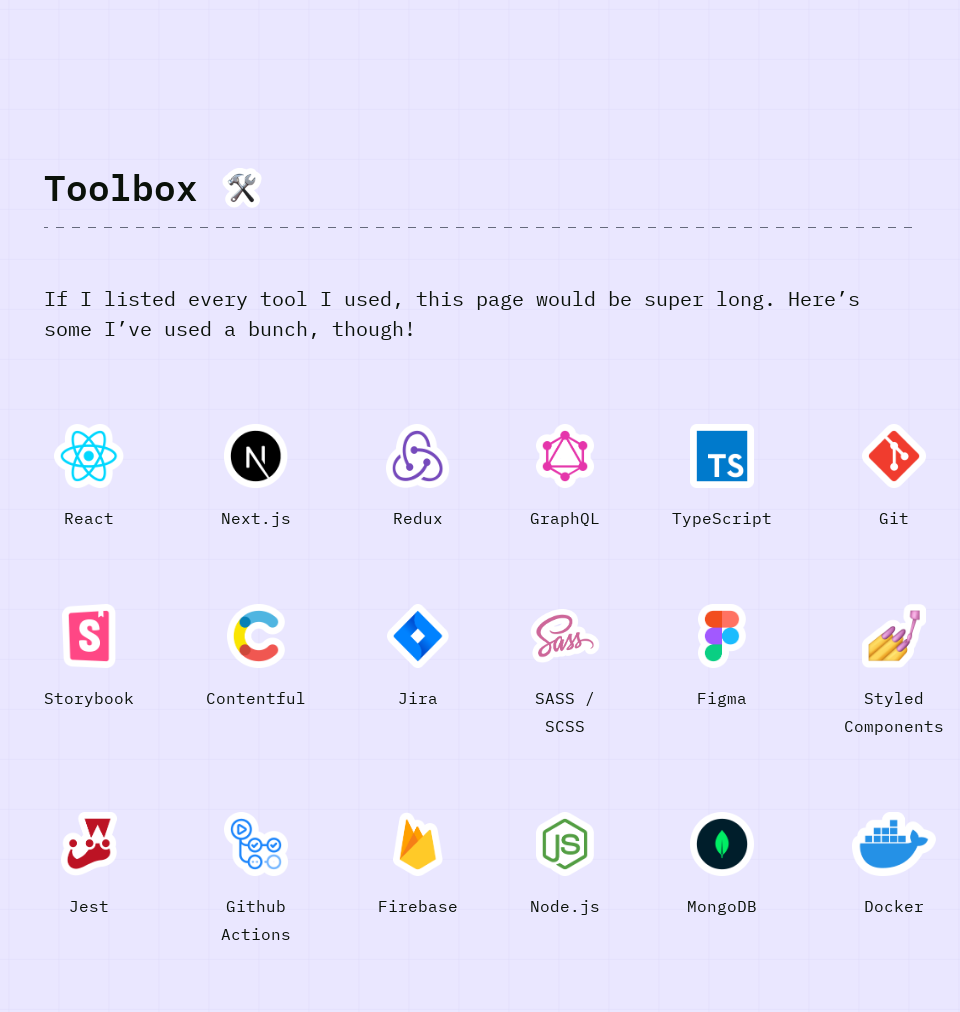 Toolbox
If I listed every tool I used, this page would be super long. Here’s
some I’ve used a bunch, though!
N
TS
React
Next.js
Redux
GraphQL
TypeScript
Git
S
Sass
Storybook
Contentful
Jira
SASS /
SCSS
Figma
Styled
Components
JS
Jest
Github
Actions
Firebase
Node.js
MongoDB
Docker